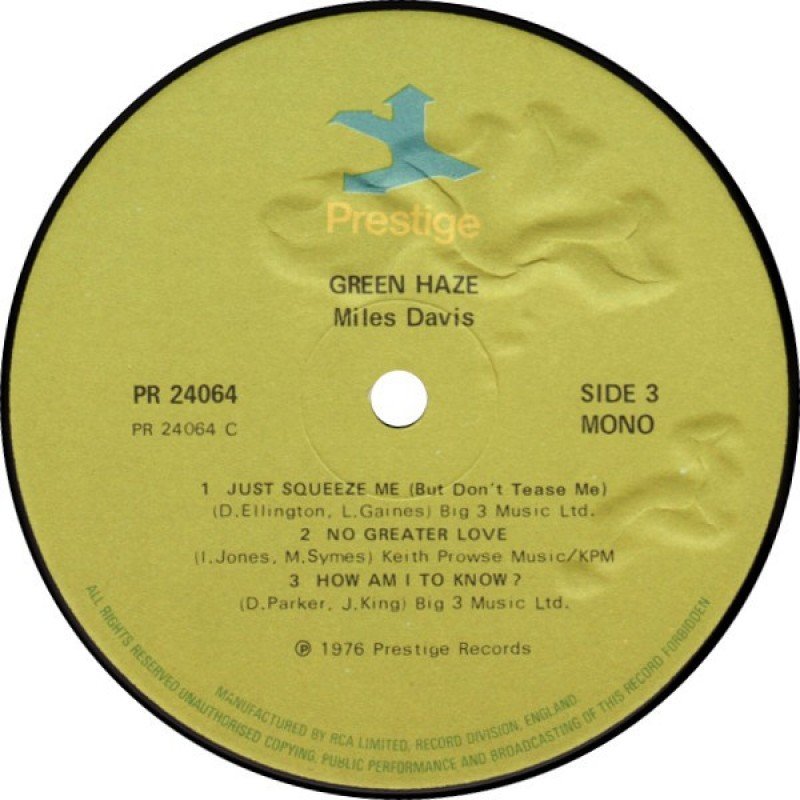 Prestige
GREEN HAZE
Miles Davis
PR 24064
PR 24064 C
SIDE 3
MONO
1 JUST SQUEEZE ME (But Don't Tease Me)
(D.Ellington, L.Gaines) Big 3 Music Ltd.
2 NO GREATER LOVE
(I.Jones, M.Symes) Keith Prowse Music/KPM
3 HOW AM I TO KNOW?
(D.Parker, J.King) Big 3 Music Ltd.
℗ 1976 Prestige Records
MANUFACTURED BY RCA LIMITED, RECORD DIVISION, ENGLAND.
ALL RIGHTS RESERVED UNAUTHORISED COPYING, PUBLIC PERFORMANCE AND BROADCASTING OF THIS RECORD FORBIDDEN